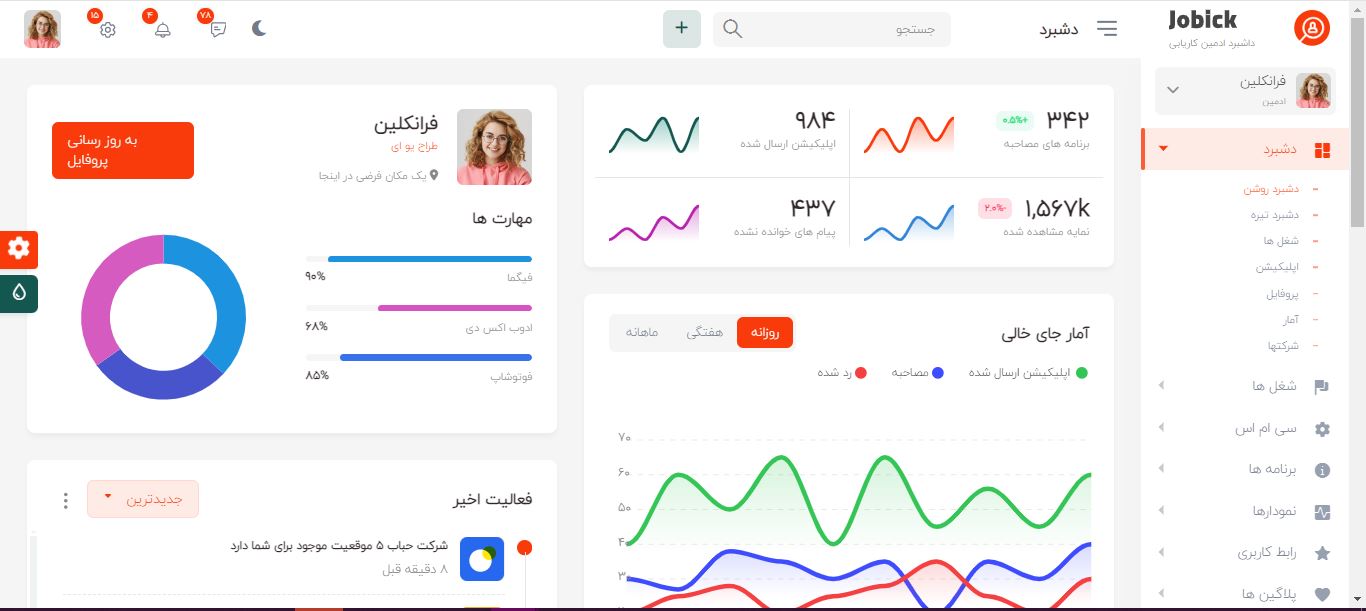 Jobick
داشبرد ادمین کاریابی
دشبرد
جستجو
+
۷۸
۴
۱۵
فرانکلین
ادمین
دشبرد
دشبرد روشن
دشبرد تیره
شغل ها
اپلیکیشن
پروفایل
آمار
شرکتها
شغل ها
سی ام اس
برنامه ها
نمودارها
رابط کاربری
پلاگین ها
۳۴۲
+۰.۵%
برنامه های مصاحبه
۹۸۴
اپلیکیشن ارسال شده
۱,۵۶۷k
-۲.۰%
نمایه مشاهده شده
۴۳۷
پیام های خوانده نشده
آمار جای خالی
روزانه
هفتگی
ماهانه
اپلیکیشن ارسال شده
مصاحبه
رد شده
۷۰
۶۰
۵۰
۴۰
۳۰
فرانکلین
طراح یو ای
یک مکان فرضی در اینجا
به روز رسانی
پروفایل
مهارت ها
فیگما
۹۰%
ادوب اکس دی
۶۸%
فوتوشاپ
۸۵%
فعالیت اخیر
جدیدترین
شرکت حباب ۵ موقعیت موجود برای شما دارد
۸ دقیقه قبل